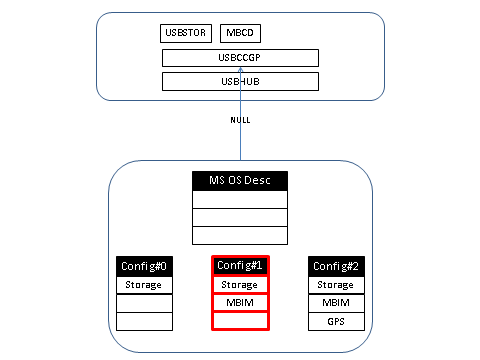 USBSTOR MBCD
USBCCGP
USBHUB
NULL
MS OS Desc
Config#0 Config#1 Config#2
Storage Storage Storage
MBIM MBIM
GPS